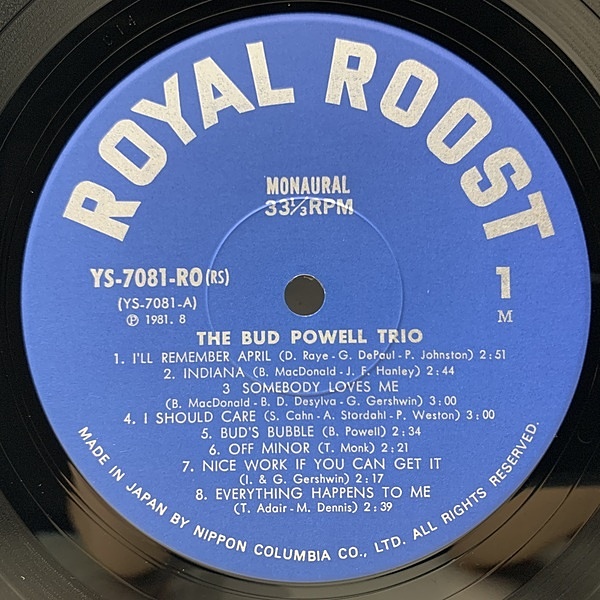 ROYAL ROOST
MONAURAL
33⅓RPM
YS-7081-RO(RS)
(YS-7081-A)
℗ 1981. 8
1
M
THE BUD POWELL TRIO
1. I'LL REMEMBER APRIL (D. Raye - G. DePaul - P. Johnston) 2:51
2. INDIANA (B. MacDonald - J. F. Hanley) 2:44
3 SOMEBODY LOVES ME
(B. MacDonald - B. D. Desylva - G. Gershwin) 3:00
4. I SHOULD CARE (S. Cahn - A. Stordahl - P. Weston) 3:00
5. BUD'S BUBBLE (B. Powell) 2:34
6. OFF MINOR (T. Monk) 2:21
7. NICE WORK IF YOU CAN GET IT
(I. & G. Gershwin) 2:17
8. EVERYTHING HAPPENS TO ME
(T. Adair - M. Dennis) 2:39
MADE IN JAPAN BY NIPPON COLUMBIA CO., LTD. ALL RIGHTS RESERVED.